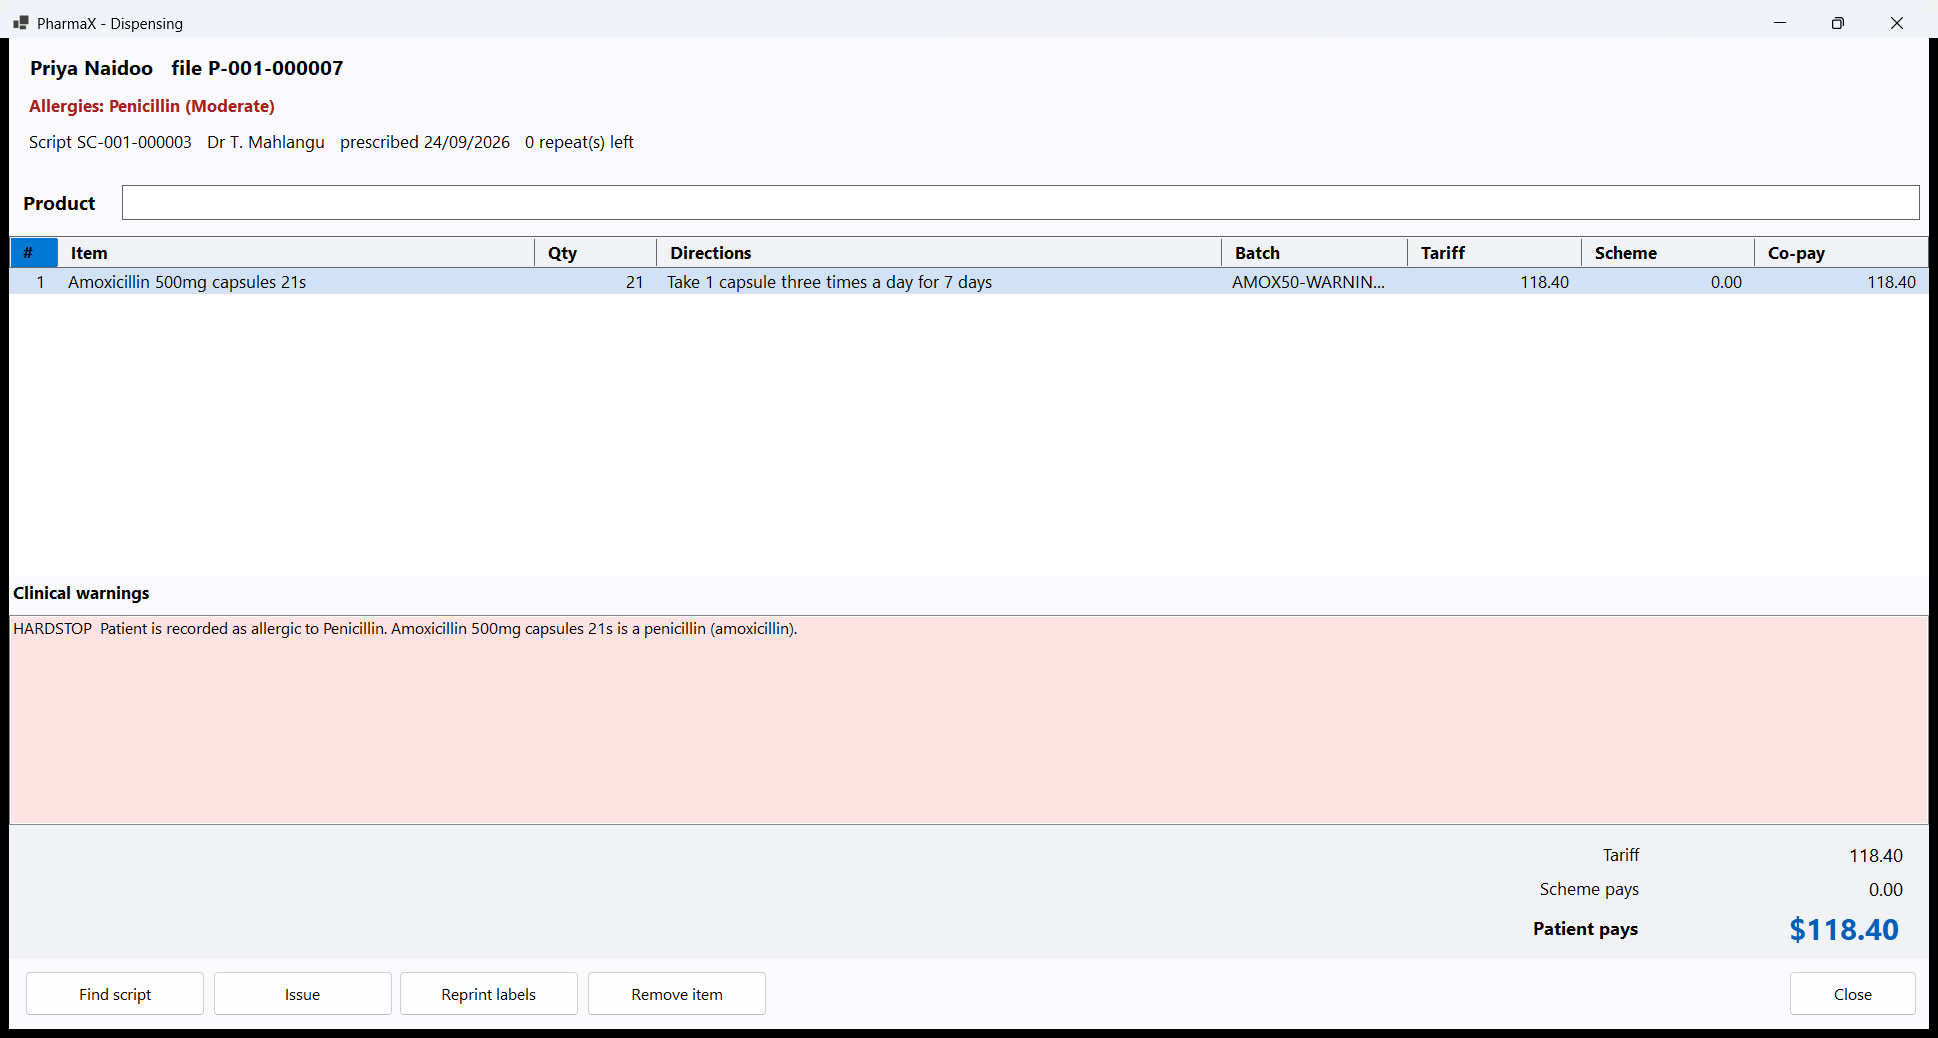 PharmaX - Dispensing
Priya Naidoo file P-001-000007
Allergies: Penicillin (Moderate)
Script SC-001-000003 Dr T. Mahlangu prescribed 24/09/2026 0 repeat(s) left
Product
# Item Qty Directions Batch Tariff Scheme Co-pay
1 Amoxicillin 500mg capsules 21s 21 Take 1 capsule three times a day for 7 days AMOX50-WARNIN... 118.40 0.00 118.40
Clinical warnings
HARDSTOP Patient is recorded as allergic to Penicillin. Amoxicillin 500mg capsules 21s is a penicillin (amoxicillin).
Tariff 118.40
Scheme pays 0.00
Patient pays $118.40
Find script Issue Reprint labels Remove item Close